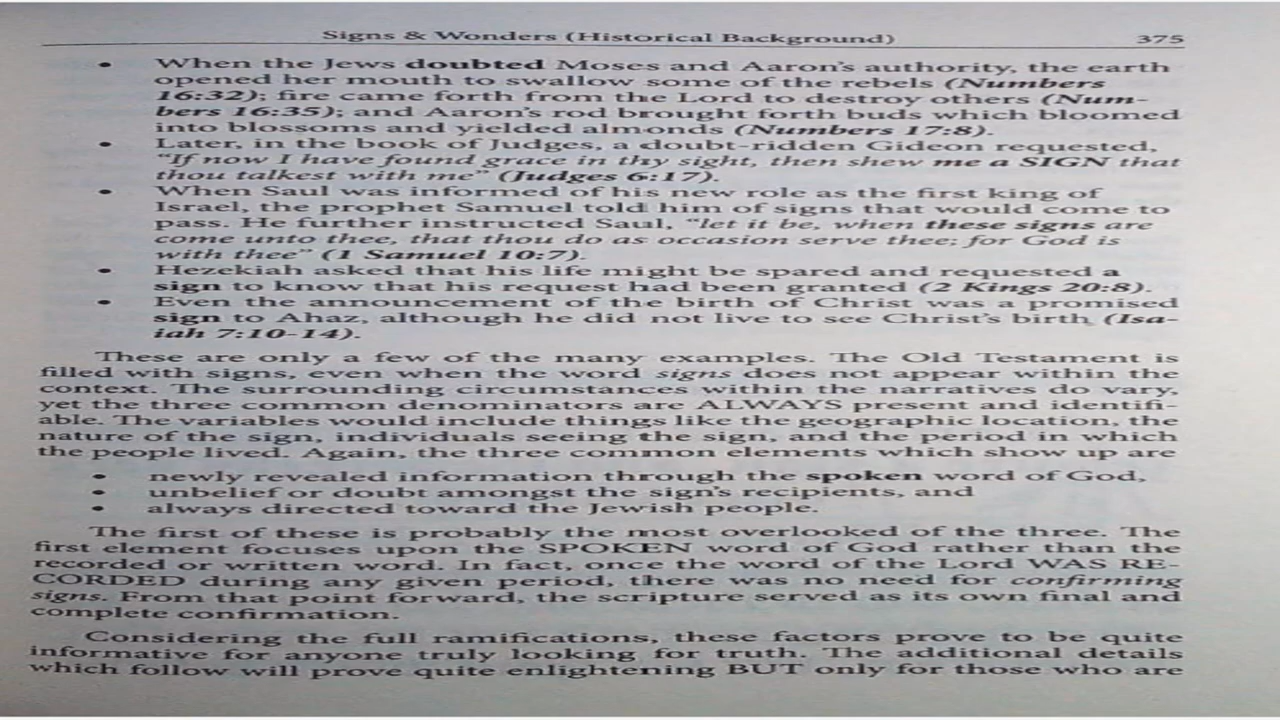 Signs & Wonders (Historical Background) 375
• When the Jews doubted Moses and Aaron's authority, the earth
opened her mouth to swallow some of the rebels (Numbers
16:32); fire came forth from the Lord to destroy others (Num-
bers 16:35); and Aaron's rod brought forth buds which bloomed
into blossoms and yielded almonds (Numbers 17:8).
• Later, in the book of Judges, a doubt-ridden Gideon requested,
"If now I have found grace in thy sight, then shew me a SIGN that
thou talkest with me" (Judges 6:17).
• When Saul was informed of his new role as the first king of
Israel, the prophet Samuel told him of signs that would come to
pass. He further instructed Saul, "let it be, when these signs are
come unto thee, that thou do as occasion serve thee; for God is
with thee" (1 Samuel 10:7).
• Hezekiah asked that his life might be spared and requested a
sign to know that his request had been granted (2 Kings 20:8).
• Even the announcement of the birth of Christ was a promised
sign to Ahaz, although he did not live to see Christ's birth (Isa-
iah 7:10-14).
These are only a few of the many examples. The Old Testament is
filled with signs, even when the word signs does not appear within the
context. The surrounding circumstances within the narratives do vary,
yet the three common denominators are ALWAYS present and identifi-
able. The variables would include things like the geographic location, the
nature of the sign, individuals seeing the sign, and the period in which
the people lived. Again, the three common elements which show up are
• newly revealed information through the spoken word of God,
• unbelief or doubt amongst the sign's recipients, and
• always directed toward the Jewish people.
The first of these is probably the most overlooked of the three. The
first element focuses upon the SPOKEN word of God rather than the
recorded or written word. In fact, once the word of the Lord WAS RE-
CORDED during any given period, there was no need for confirming
signs. From that point forward, the scripture served as its own final and
complete confirmation.
Considering the full ramifications, these factors prove to be quite
informative for anyone truly looking for truth. The additional details
which follow will prove quite enlightening BUT only for those who are